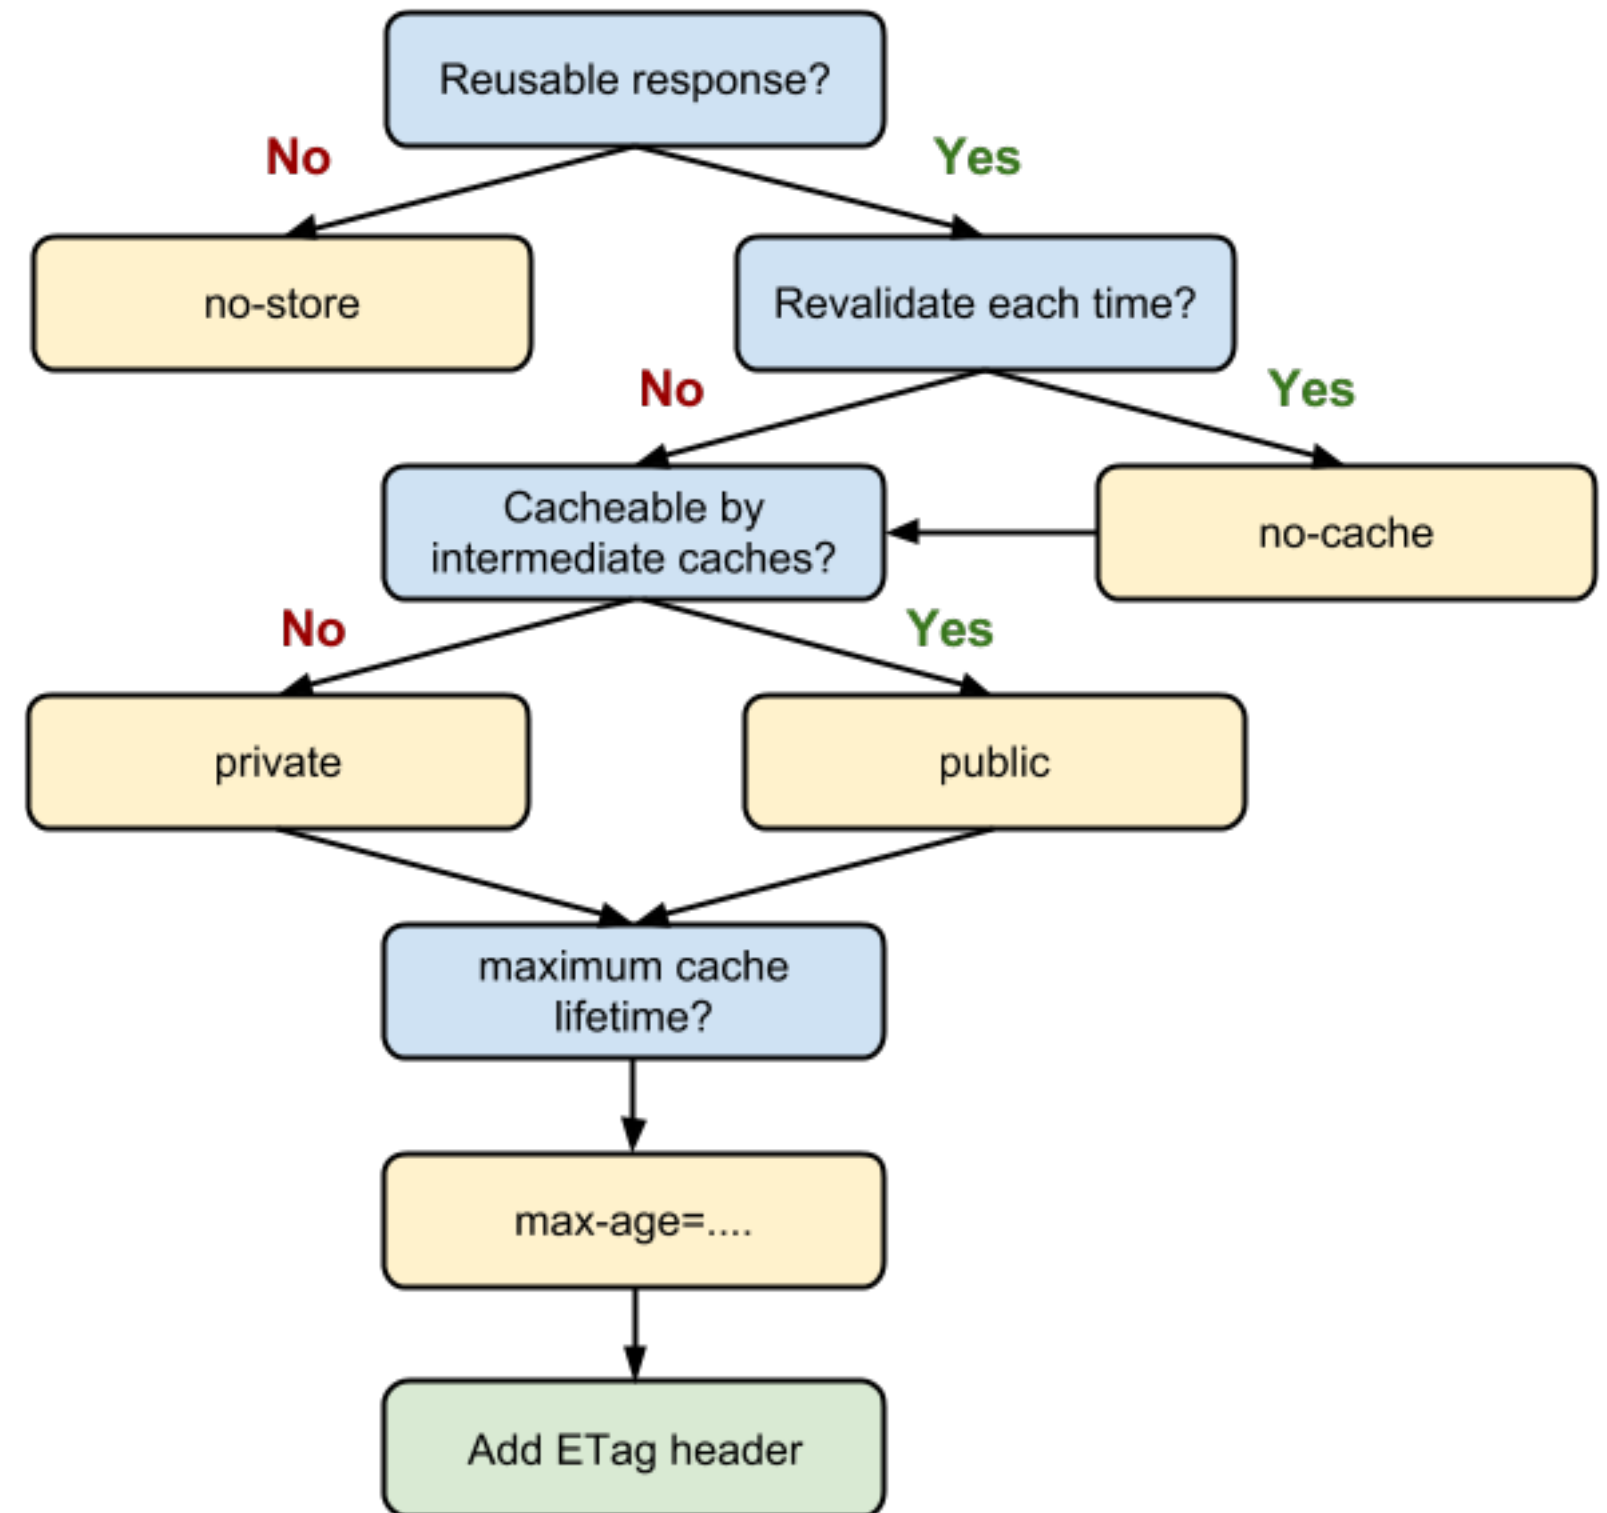 Reusable response?
No
Yes
no-store
Revalidate each time?
No
Yes
Cacheable by
intermediate caches?
no-cache
No
Yes
private
public
maximum cache
lifetime?
max-age=....
Add ETag header